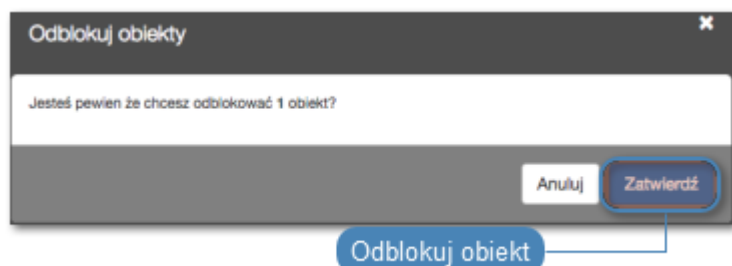 Odblokuj obiekty
Jesteś pewien że chcesz odblokować 1 obiekt?
Anuluj
Zatwierdź
Odblokuj obiekt